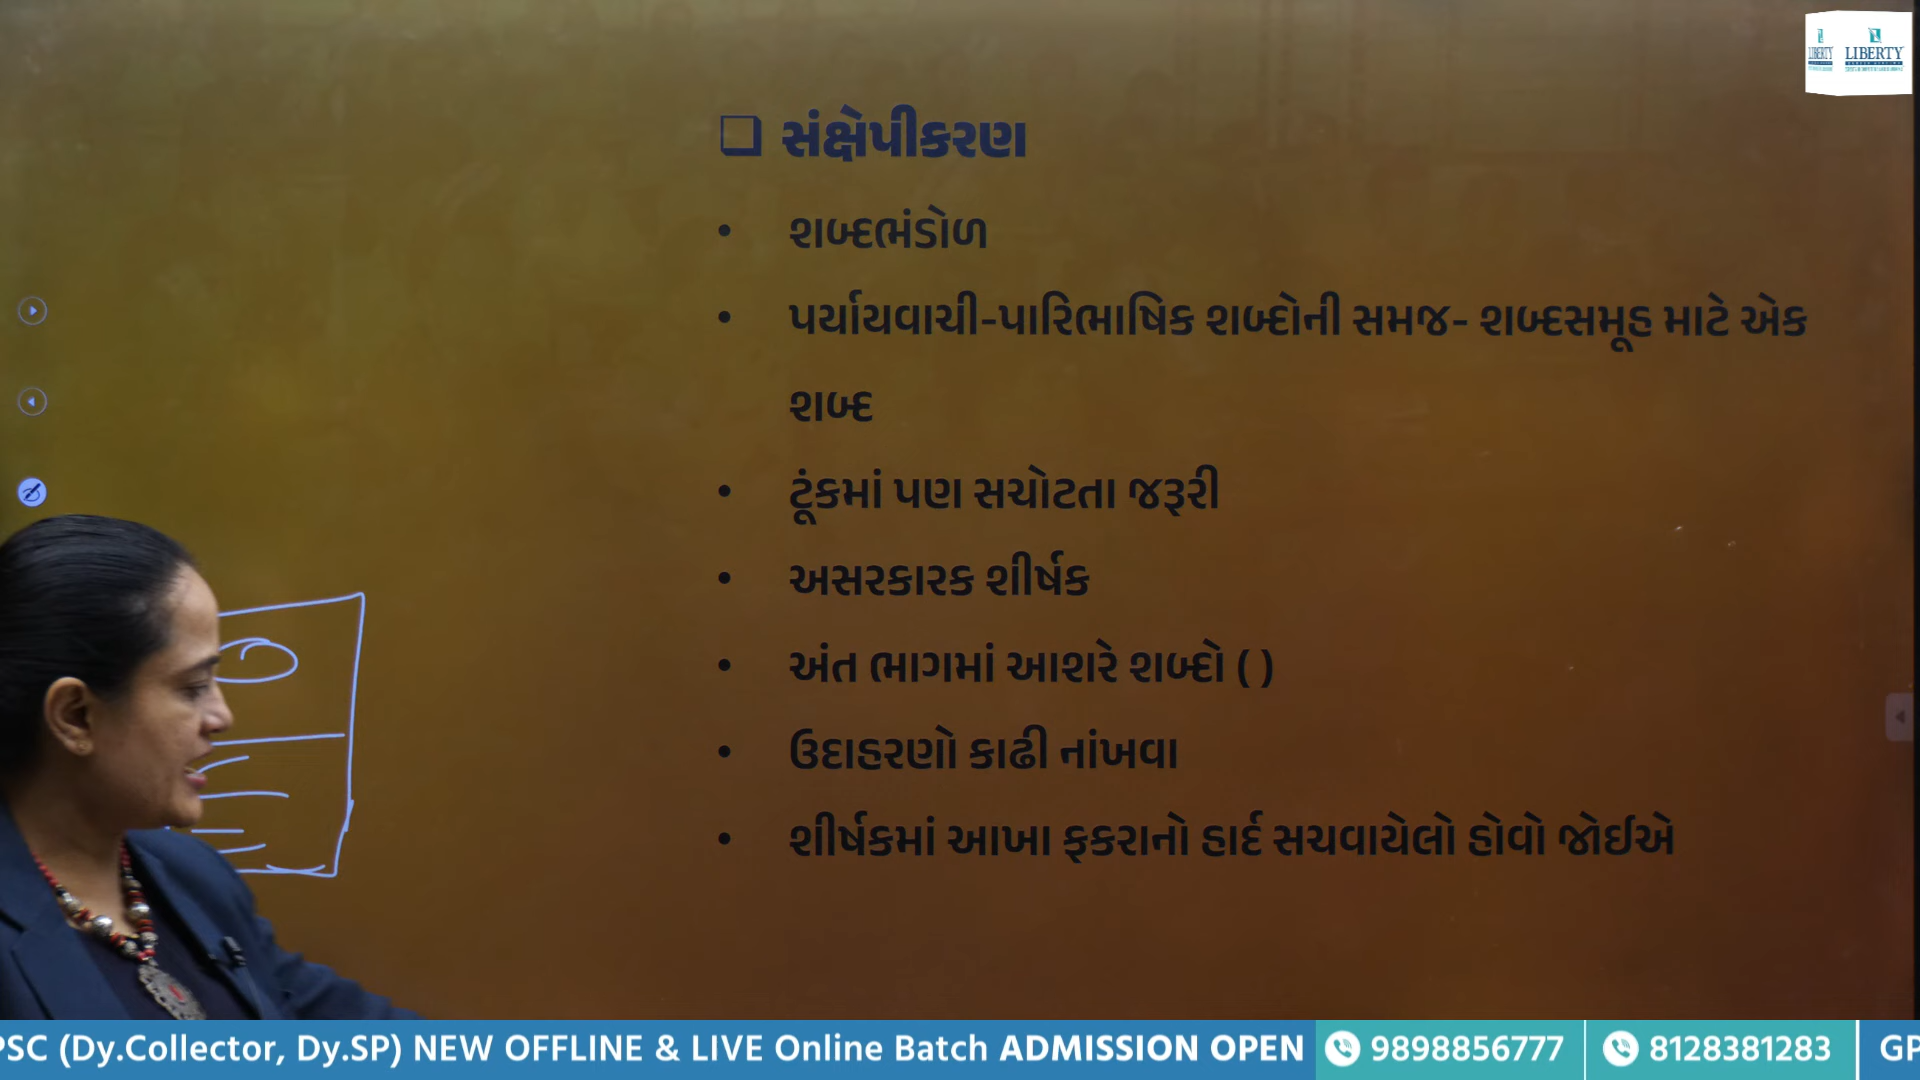 LIBERTY
LIBERTY
❑ સંક્ષેપીકરણ
• શબ્દભંડોળ
• પર્યાયવાચી-પારિભાષિક શબ્દોની સમજ- શબ્દસમૂહ માટે એક
શબ્દ
• ટૂંકમાં પણ સચોટતા જરૂરી
• અસરકારક શીર્ષક
• અંત ભાગમાં આશરે શબ્દો ( )
• ઉદાહરણો કાઢી નાંખવા
• શીર્ષકમાં આખા ફકરાનો હાર્દ સચવાયેલો હોવો જોઈએ
PSC (Dy.Collector, Dy.SP) NEW OFFLINE & LIVE Online Batch ADMISSION OPEN 9898856777 8128381283 GP